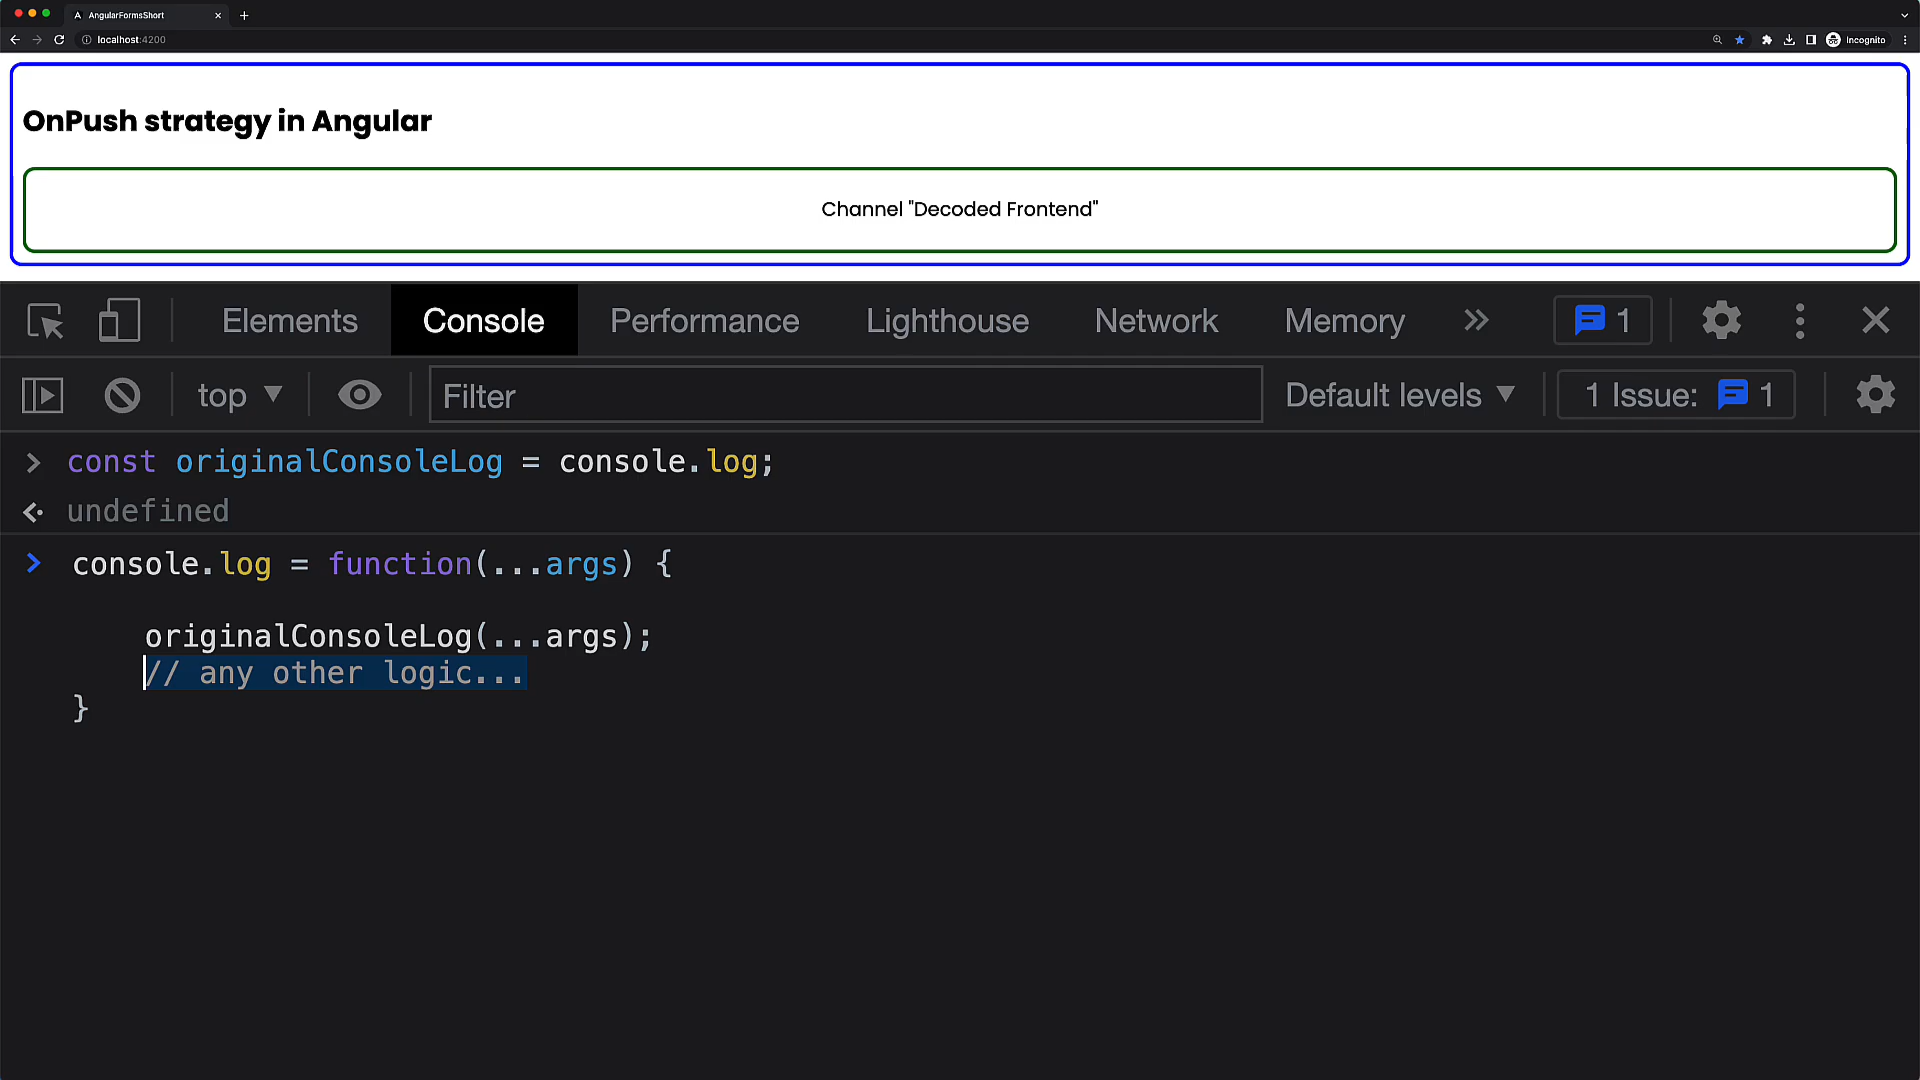 AngularFormsShort
localhost:4200
Incognito
OnPush strategy in Angular
Channel "Decoded Frontend"
Elements Console Performance Lighthouse Network Memory 1
top Filter Default levels 1 Issue: 1
const originalConsoleLog = console.log;
undefined
console.log = function(...args) {
originalConsoleLog(...args);
// any other logic...
}